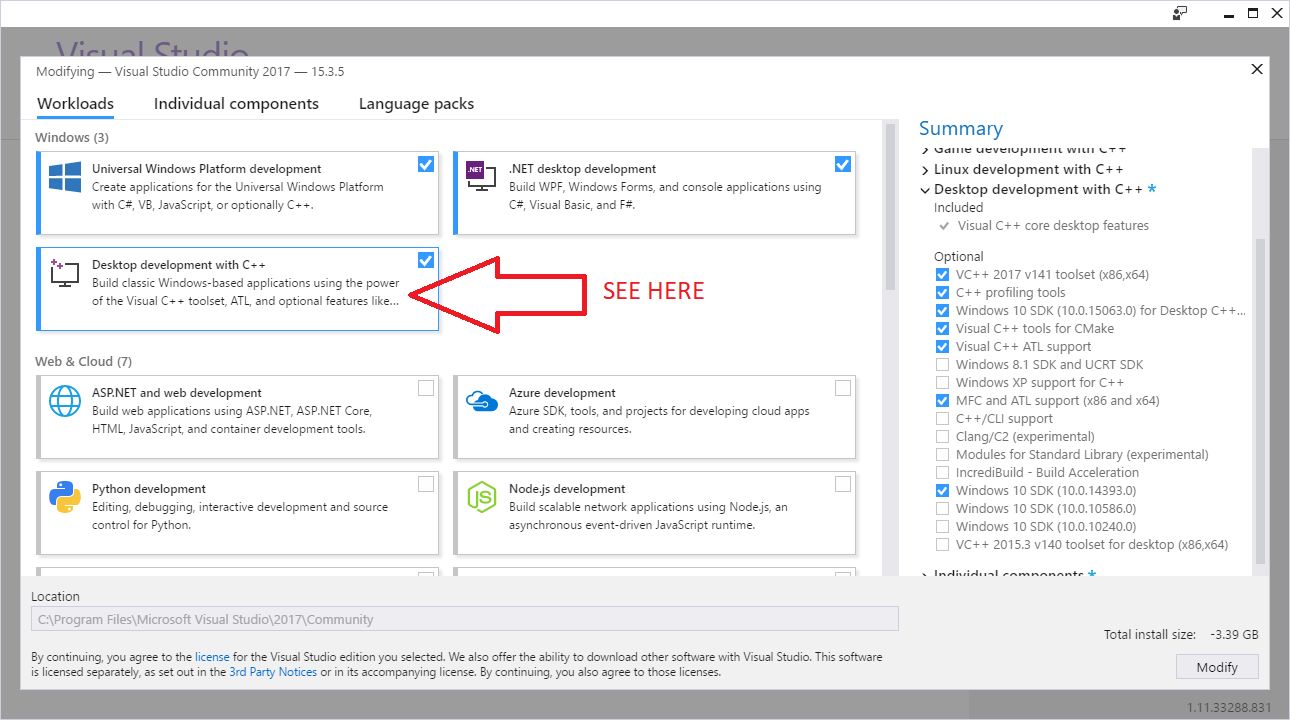 Visual Studio
Modifying — Visual Studio Community 2017 — 15.3.5
Workloads
Individual components
Language packs
Windows (3)
Universal Windows Platform development
Create applications for the Universal Windows Platform
with C#, VB, JavaScript, or optionally C++.
.NET
.NET desktop development
Build WPF, Windows Forms, and console applications using
C#, Visual Basic, and F#.
Desktop development with C++
Build classic Windows-based applications using the power
of the Visual C++ toolset, ATL, and optional features like...
SEE HERE
Web & Cloud (7)
ASP.NET and web development
Build web applications using ASP.NET, ASP.NET Core,
HTML, JavaScript, and container development tools.
Azure development
Azure SDK, tools, and projects for developing cloud apps
and creating resources.
Python development
Editing, debugging, interactive development and source
control for Python.
JS
Node.js development
Build scalable network applications using Node.js, an
asynchronous event-driven JavaScript runtime.
Summary
Game development with C++
Linux development with C++
Desktop development with C++ *
Included
Visual C++ core desktop features
Optional
VC++ 2017 v141 toolset (x86,x64)
C++ profiling tools
Windows 10 SDK (10.0.15063.0) for Desktop C++...
Visual C++ tools for CMake
Visual C++ ATL support
Windows 8.1 SDK and UCRT SDK
Windows XP support for C++
MFC and ATL support (x86 and x64)
C++/CLI support
Clang/C2 (experimental)
Modules for Standard Library (experimental)
IncrediBuild - Build Acceleration
Windows 10 SDK (10.0.14393.0)
Windows 10 SDK (10.0.10586.0)
Windows 10 SDK (10.0.10240.0)
VC++ 2015.3 v140 toolset for desktop (x86,x64)
Individual components *
Location
C:\Program Files\Microsoft Visual Studio\2017\Community
By continuing, you agree to the license for the Visual Studio edition you selected. We also offer the ability to download other software with Visual Studio. This software
is licensed separately, as set out in the 3rd Party Notices or in its accompanying license. By continuing, you also agree to those licenses.
Total install size: -3.39 GB
Modify
1.11.33288.831